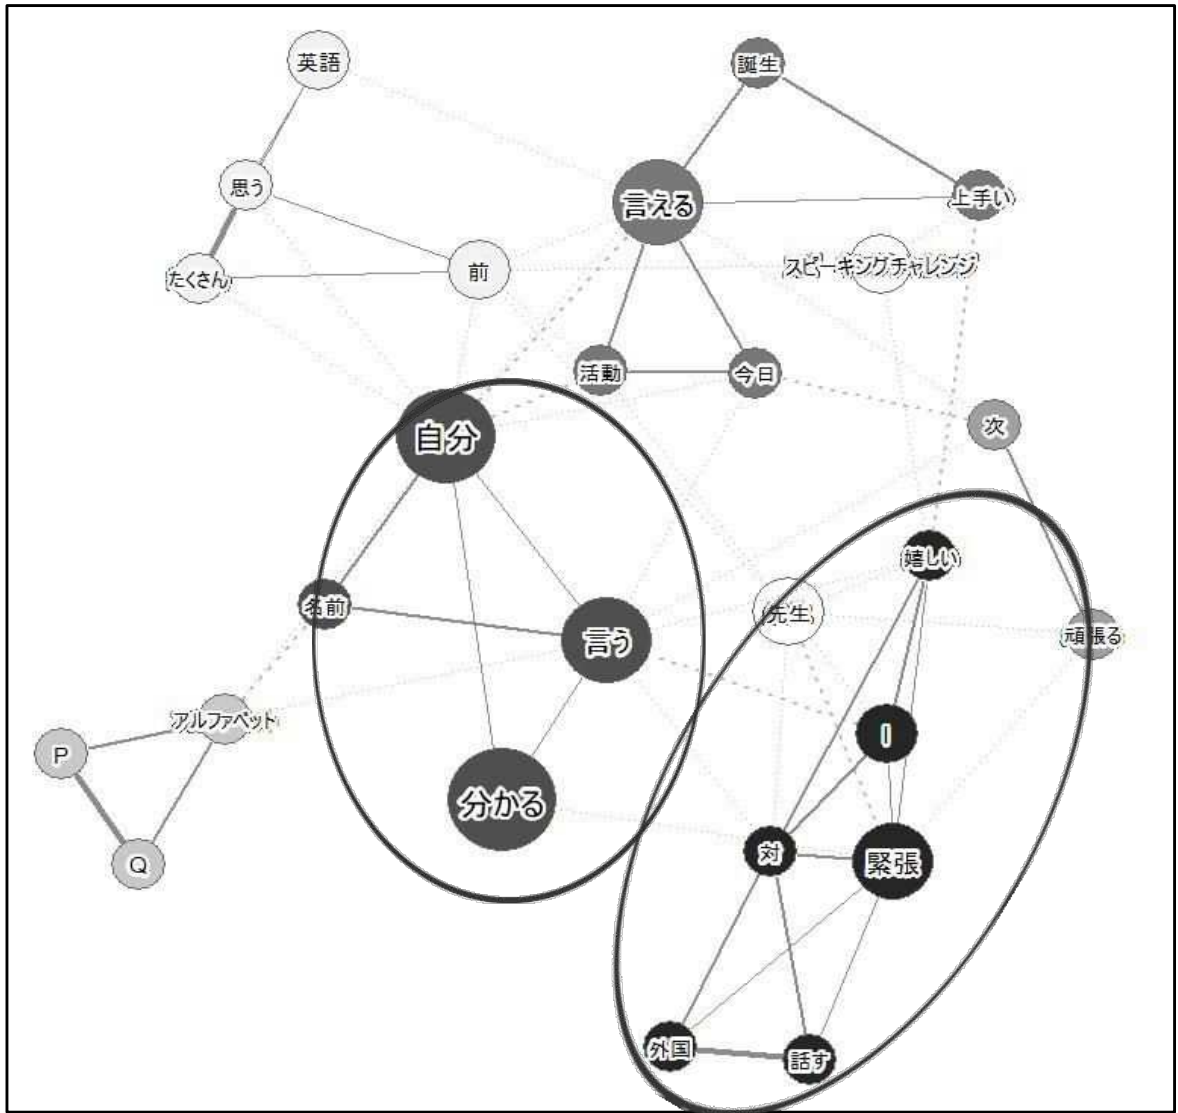 英語
誕生
思う
言える
上手い
たくさん
前
スピーキングチャレンジ
活動
今日
自分
次
嬉しい
名前
言う
先生
頑張る
アルファベット
P
I
分かる
対
緊張
Q
外国
話す